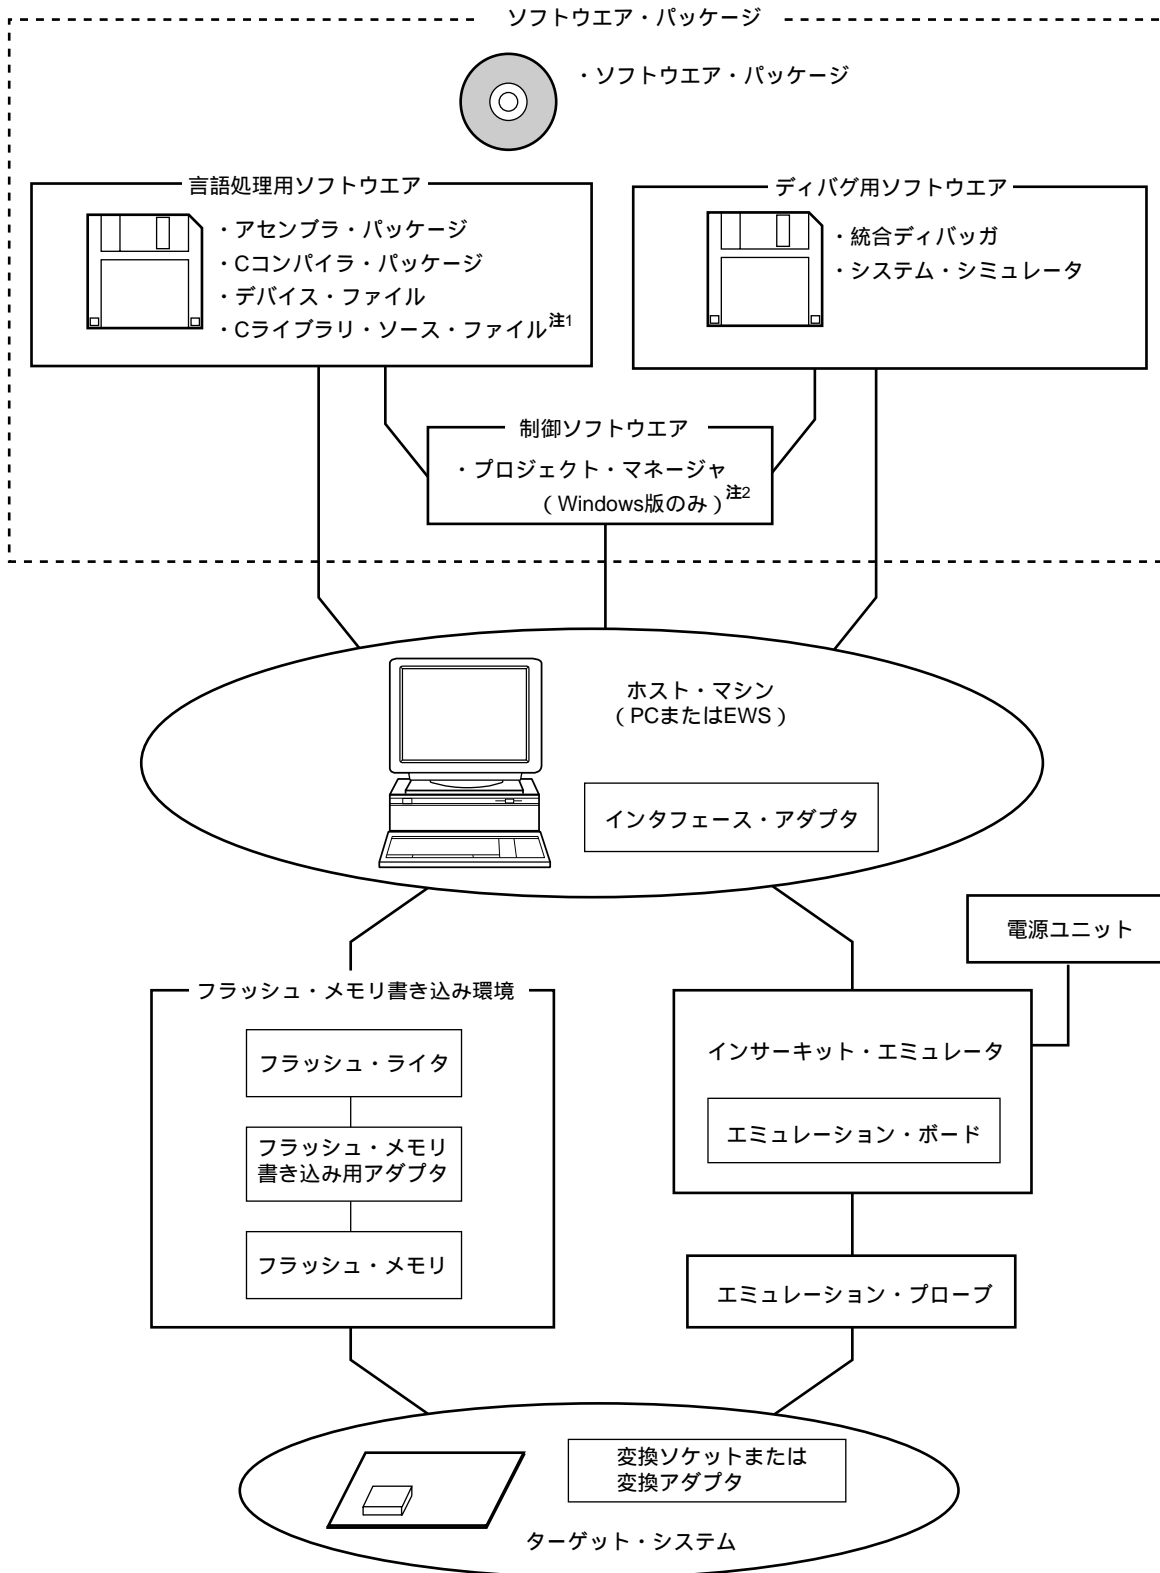 ソフトウエア・パッケージ
・ソフトウエア・パッケージ
言語処理用ソフトウエア
・アセンブラ・パッケージ
・Cコンパイラ・パッケージ
・デバイス・ファイル
・Cライブラリ・ソース・ファイル注1
ディバグ用ソフトウエア
・統合ディバッガ
・システム・シミュレータ
制御ソフトウエア
・プロジェクト・マネージャ
（Windows版のみ）注2
ホスト・マシン
（PCまたはEWS）
インタフェース・アダプタ
電源ユニット
フラッシュ・メモリ書き込み環境
フラッシュ・ライタ
フラッシュ・メモリ
書き込み用アダプタ
フラッシュ・メモリ
インサーキット・エミュレータ
エミュレーション・ボード
エミュレーション・プローブ
変換ソケットまたは
変換アダプタ
ターゲット・システム